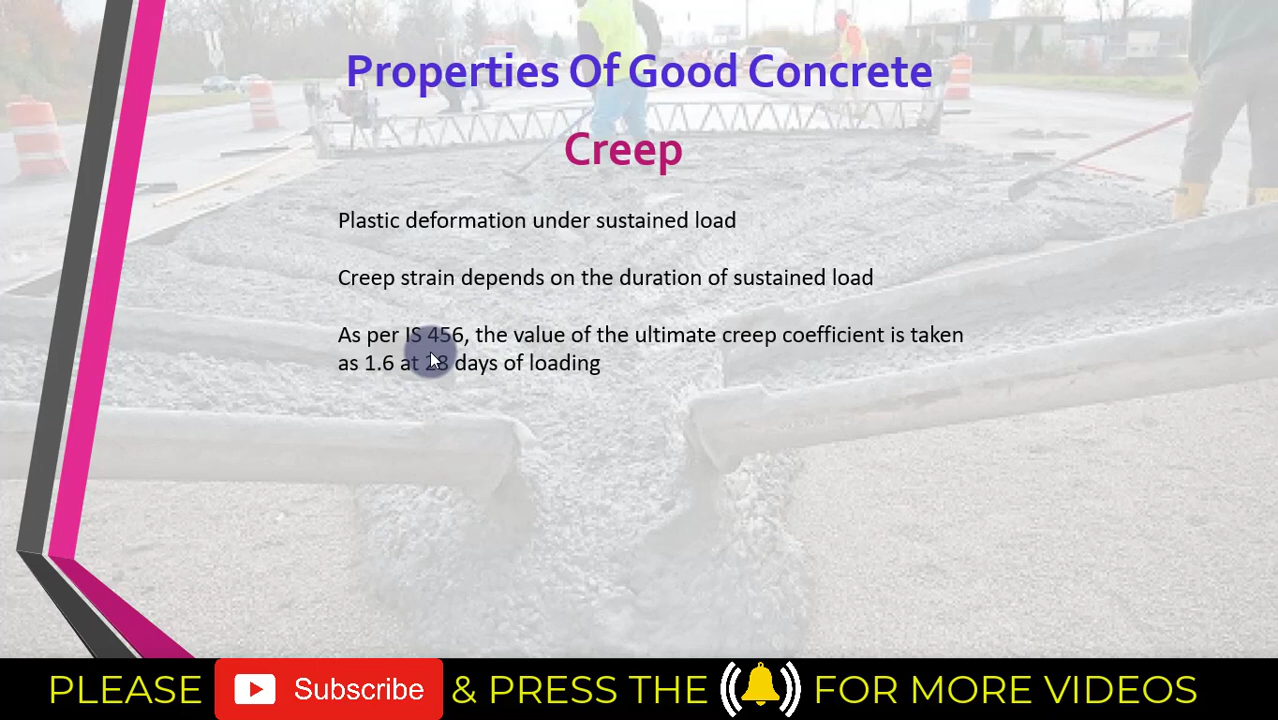 Properties Of Good Concrete
Creep
Plastic deformation under sustained load
Creep strain depends on the duration of sustained load
As per IS 456, the value of the ultimate creep coefficient is taken
as 1.6 at 28 days of loading
PLEASE Subscribe & PRESS THE FOR MORE VIDEOS